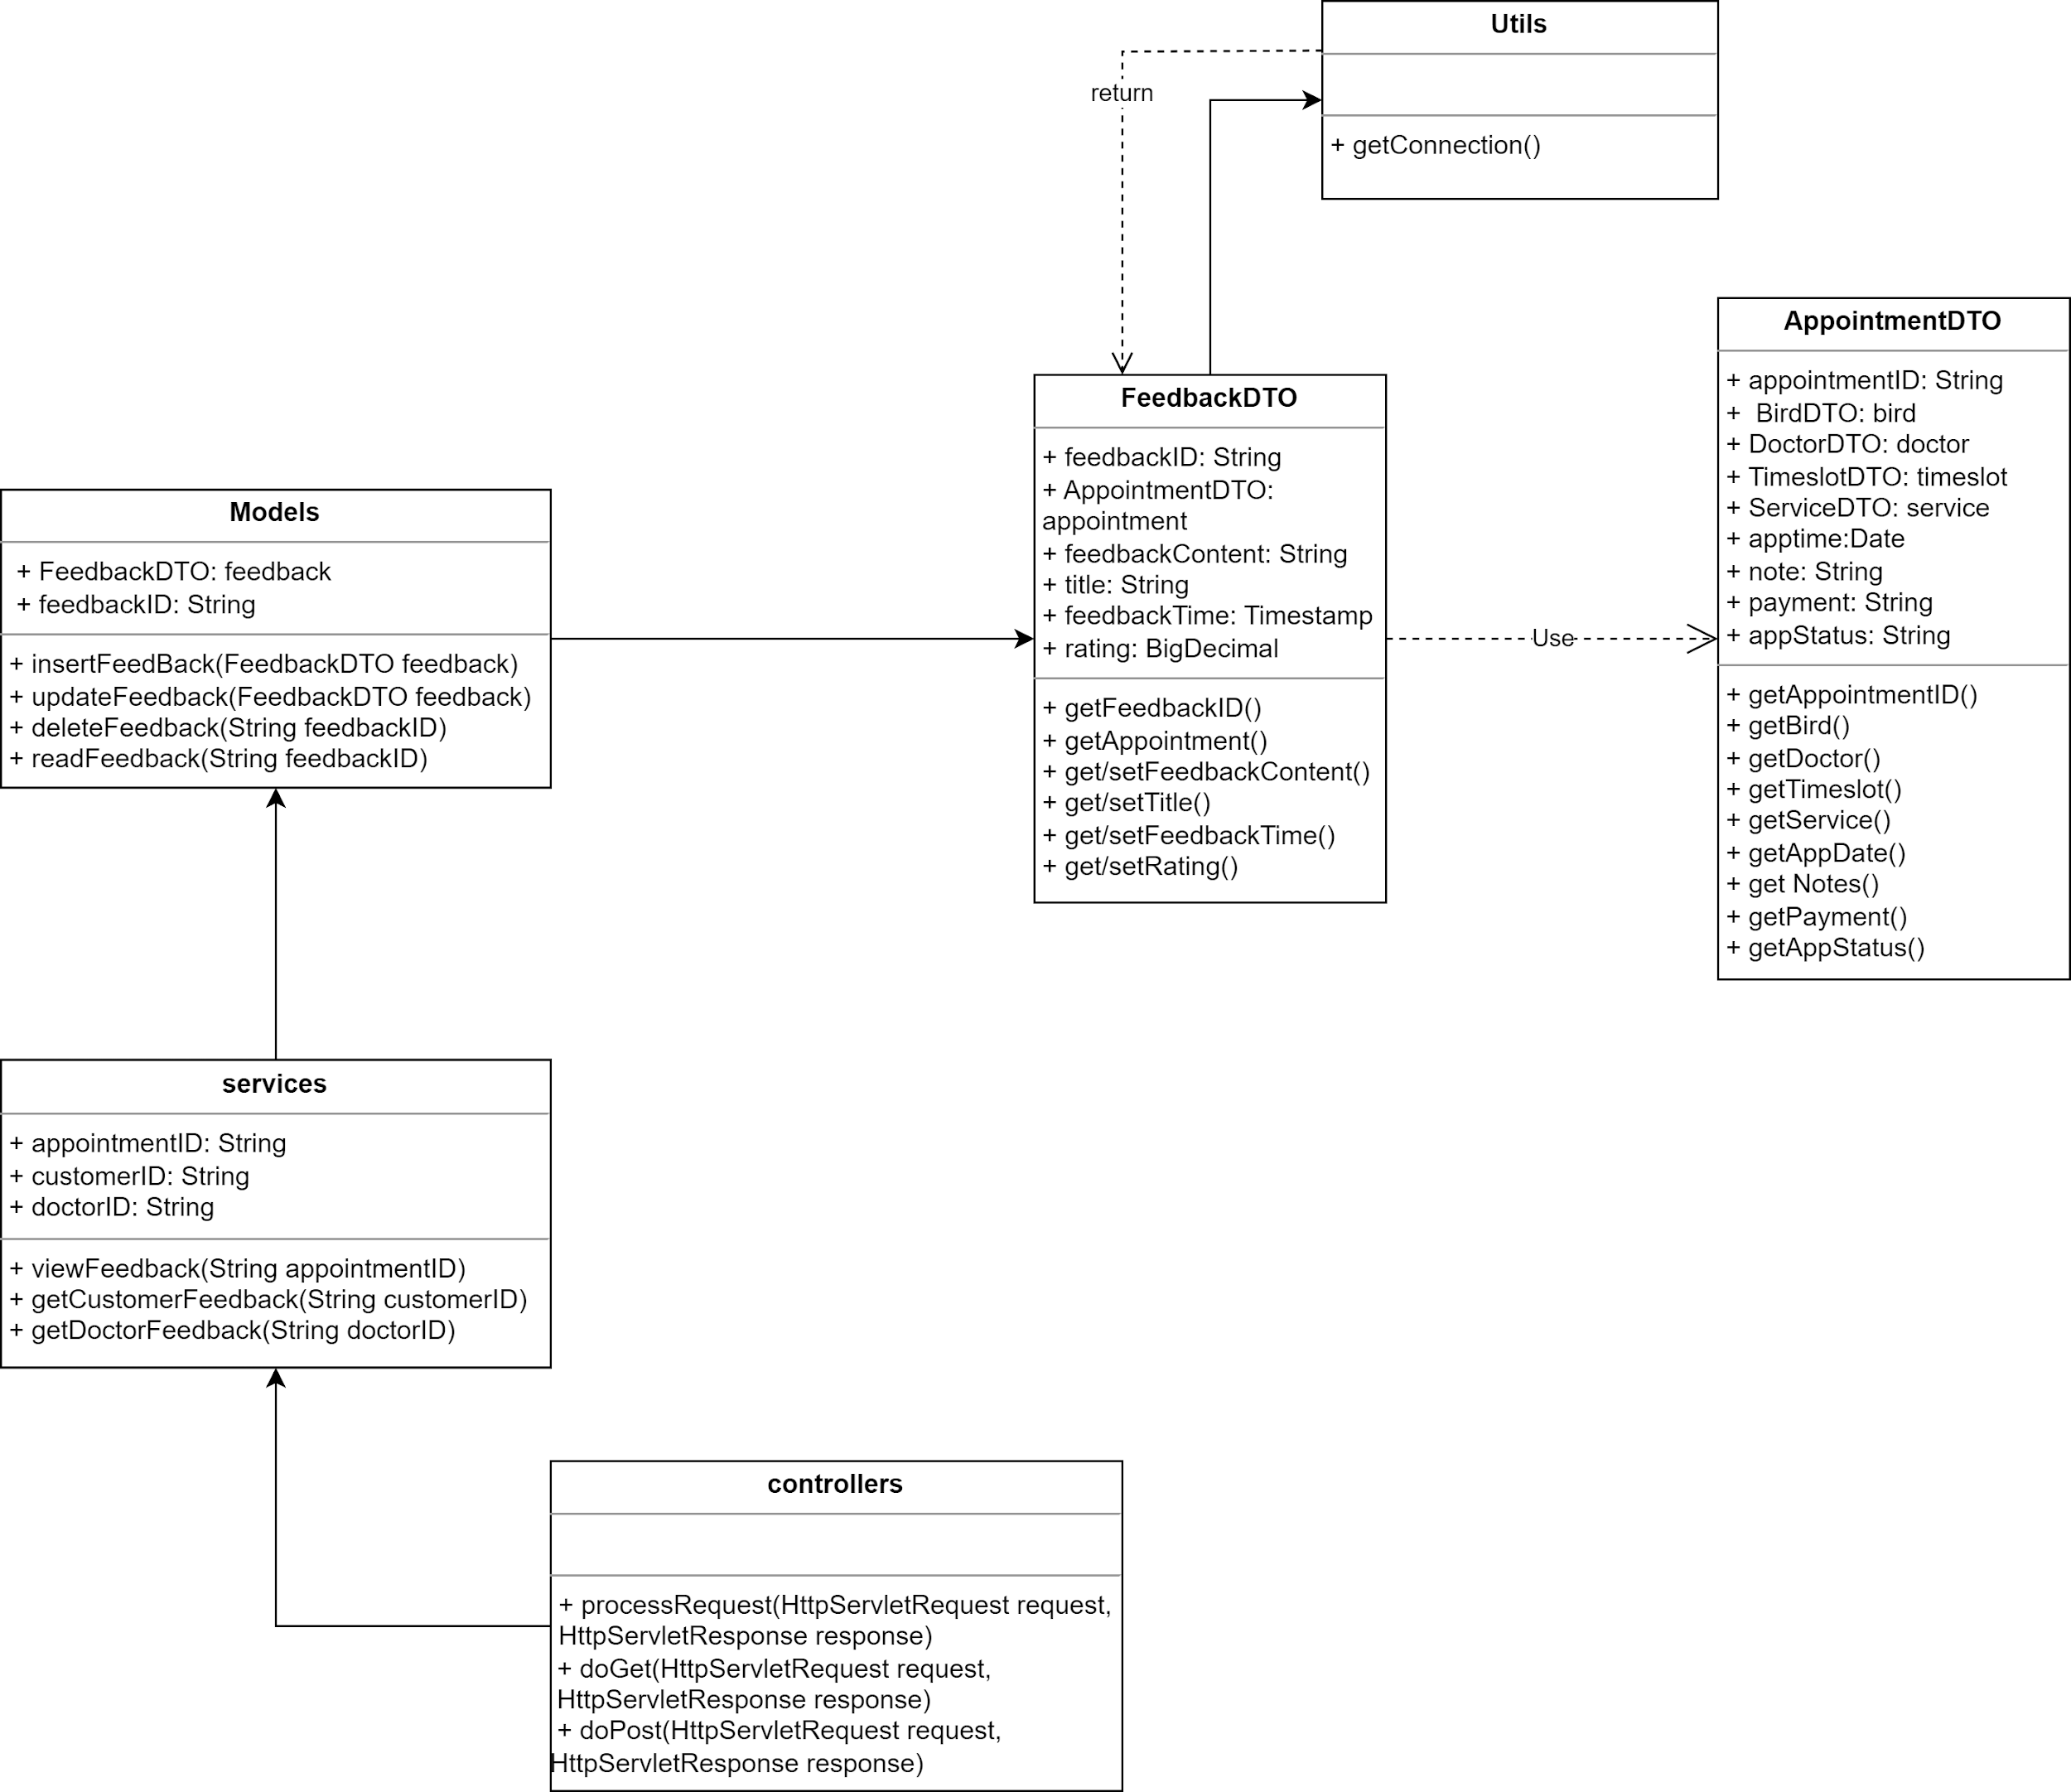 Utils
return
+ getConnection()
AppointmentDTO
+ appointmentID: String
+  BirdDTO: bird
+ DoctorDTO: doctor
+ TimeslotDTO: timeslot
+ ServiceDTO: service
+ apptime:Date
+ note: String
+ payment: String
+ appStatus: String
+ getAppointmentID()
+ getBird()
+ getDoctor()
+ getTimeslot()
+ getService()
+ getAppDate()
+ get Notes()
+ getPayment()
+ getAppStatus()
FeedbackDTO
+ feedbackID: String
+ AppointmentDTO:
appointment
+ feedbackContent: String
+ title: String
+ feedbackTime: Timestamp
+ rating: BigDecimal
+ getFeedbackID()
+ getAppointment()
+ get/setFeedbackContent()
+ get/setTitle()
+ get/setFeedbackTime()
+ get/setRating()
Use
Models
+ FeedbackDTO: feedback
+ feedbackID: String
+ insertFeedBack(FeedbackDTO feedback)
+ updateFeedback(FeedbackDTO feedback)
+ deleteFeedback(String feedbackID)
+ readFeedback(String feedbackID)
services
+ appointmentID: String
+ customerID: String
+ doctorID: String
+ viewFeedback(String appointmentID)
+ getCustomerFeedback(String customerID)
+ getDoctorFeedback(String doctorID)
controllers
+ processRequest(HttpServletRequest request,
HttpServletResponse response)
+ doGet(HttpServletRequest request,
HttpServletResponse response)
+ doPost(HttpServletRequest request,
HttpServletResponse response)